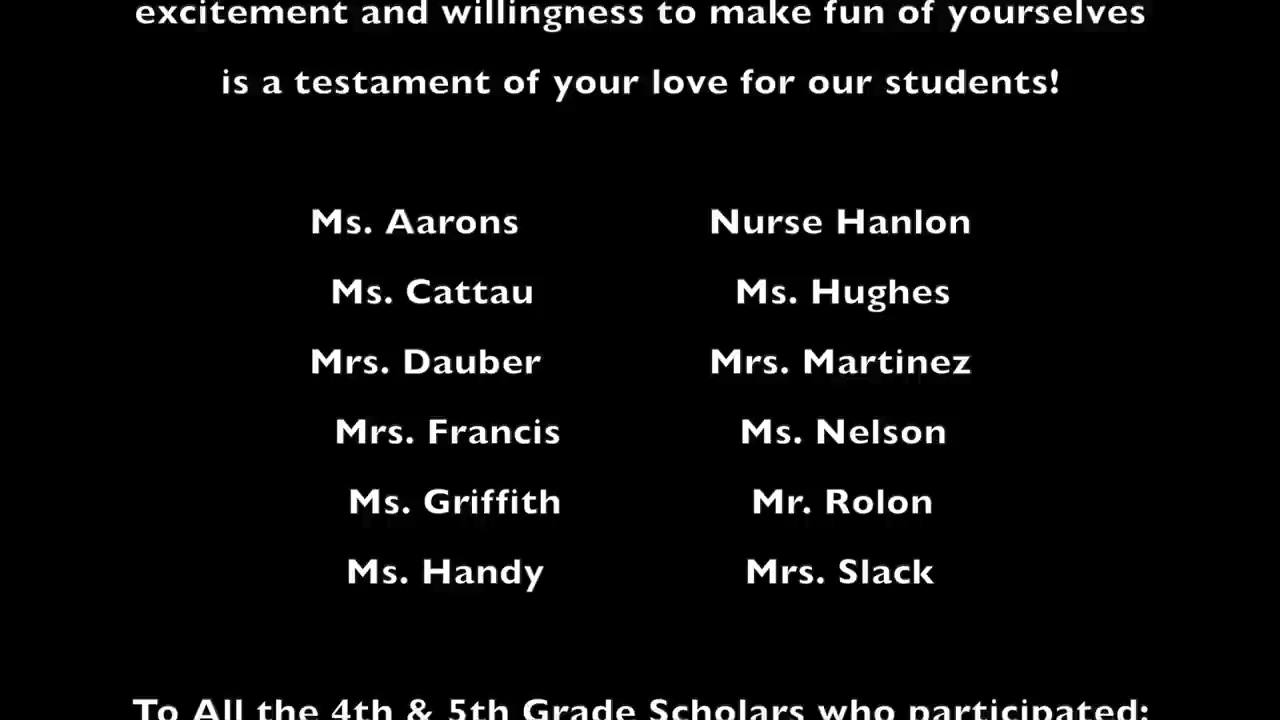 excitement and willingness to make fun of yourselves
is a testament of your love for our students!
Ms. Aarons Nurse Hanlon
Ms. Cattau Ms. Hughes
Mrs. Dauber Mrs. Martinez
Mrs. Francis Ms. Nelson
Ms. Griffith Mr. Rolon
Ms. Handy Mrs. Slack
To All the 4th & 5th Grade Scholars who participated: